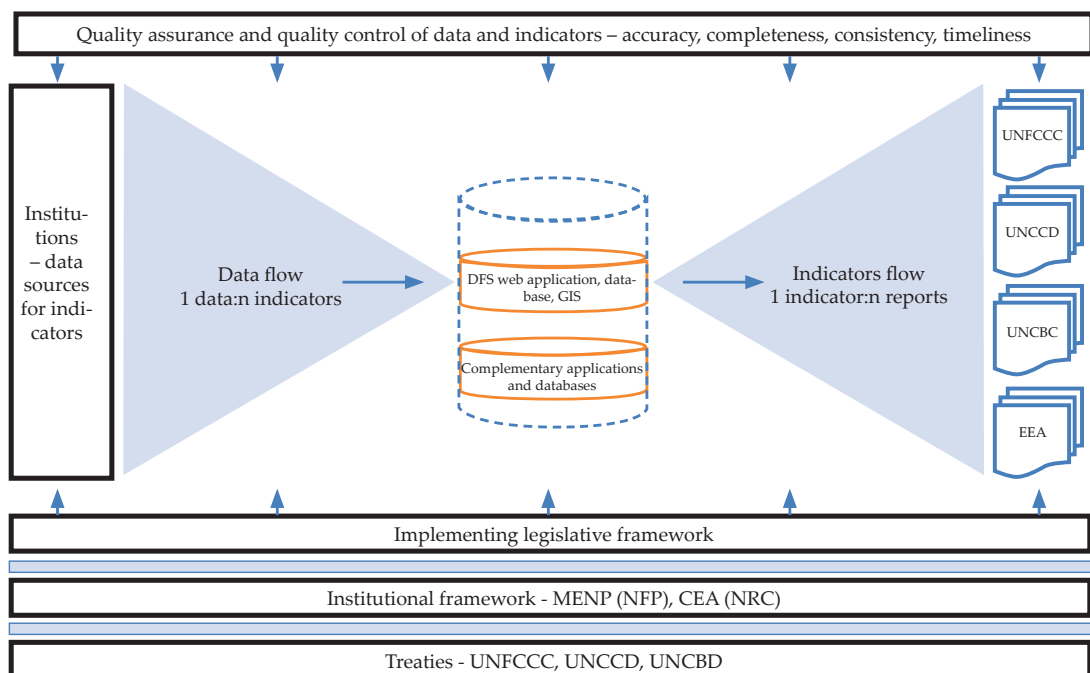 Quality assurance and quality control of data and indicators – accuracy, completeness, consistency, timeliness
Institu-
tions
– data
sources
for indi-
cators
Data flow
1 data:n indicators
DFS web application, data-
base, GIS
Complementary applications
and databases
Indicators flow
1 indicator:n reports
UNFCCC
UNCCD
UNCBC
EEA
Implementing legislative framework
Institutional framework - MENP (NFP), CEA (NRC)
Treaties - UNFCCC, UNCCD, UNCBD